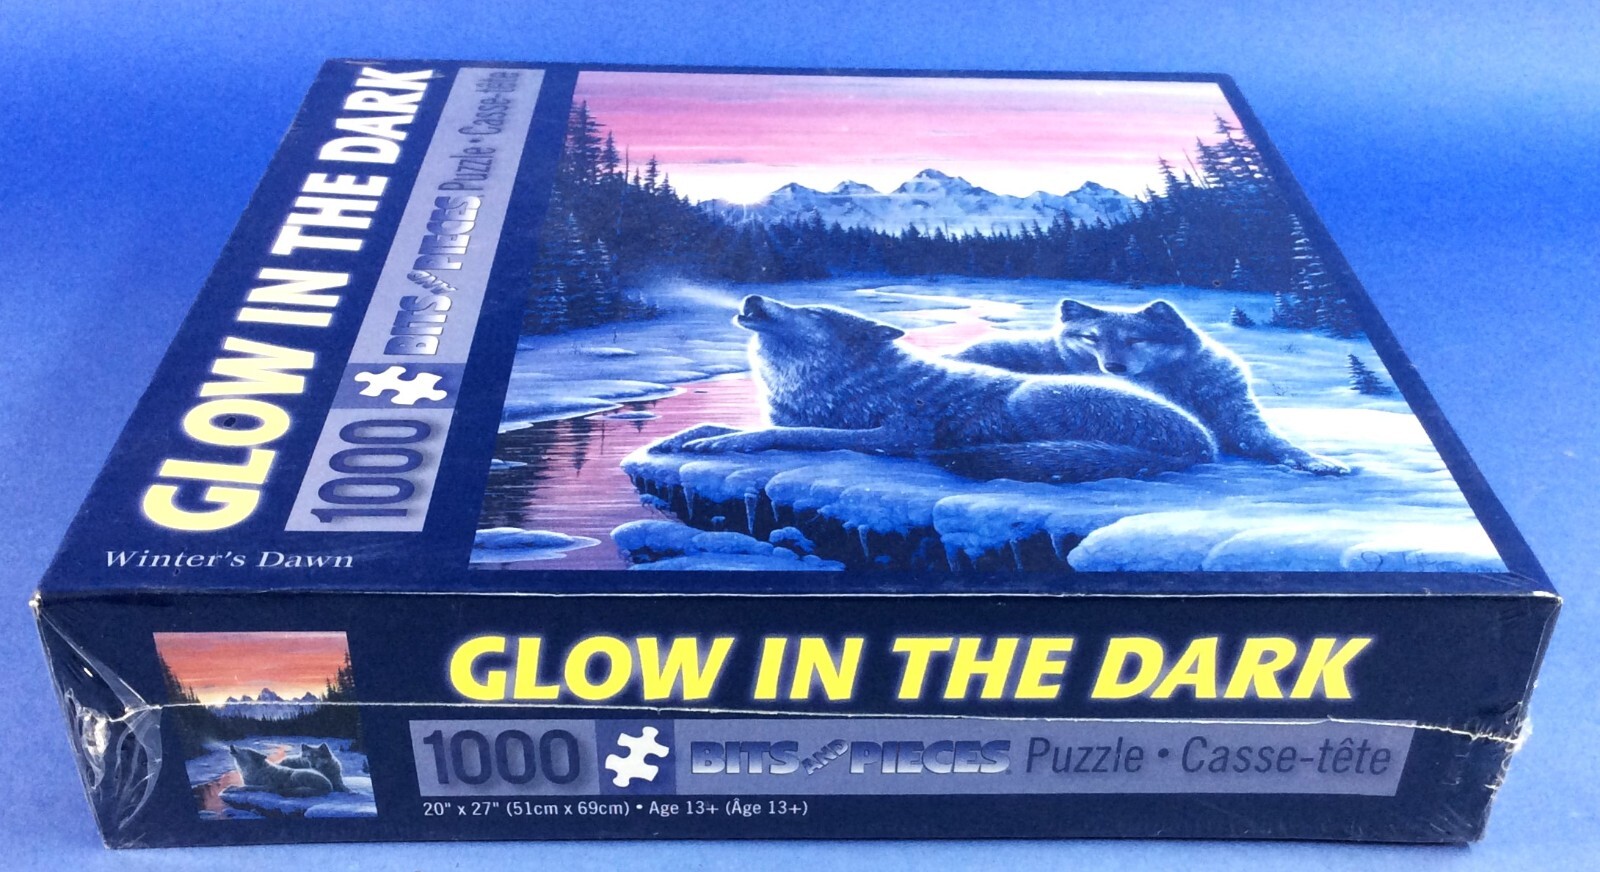 GLOW IN THE DARK
1000 BITS AND PIECES Puzzle • Casse-tête
Winter's Dawn
GLOW IN THE DARK
1000 BITS AND PIECES Puzzle • Casse-tête
20" x 27" (51cm x 69cm) • Age 13+ (Âge 13+)